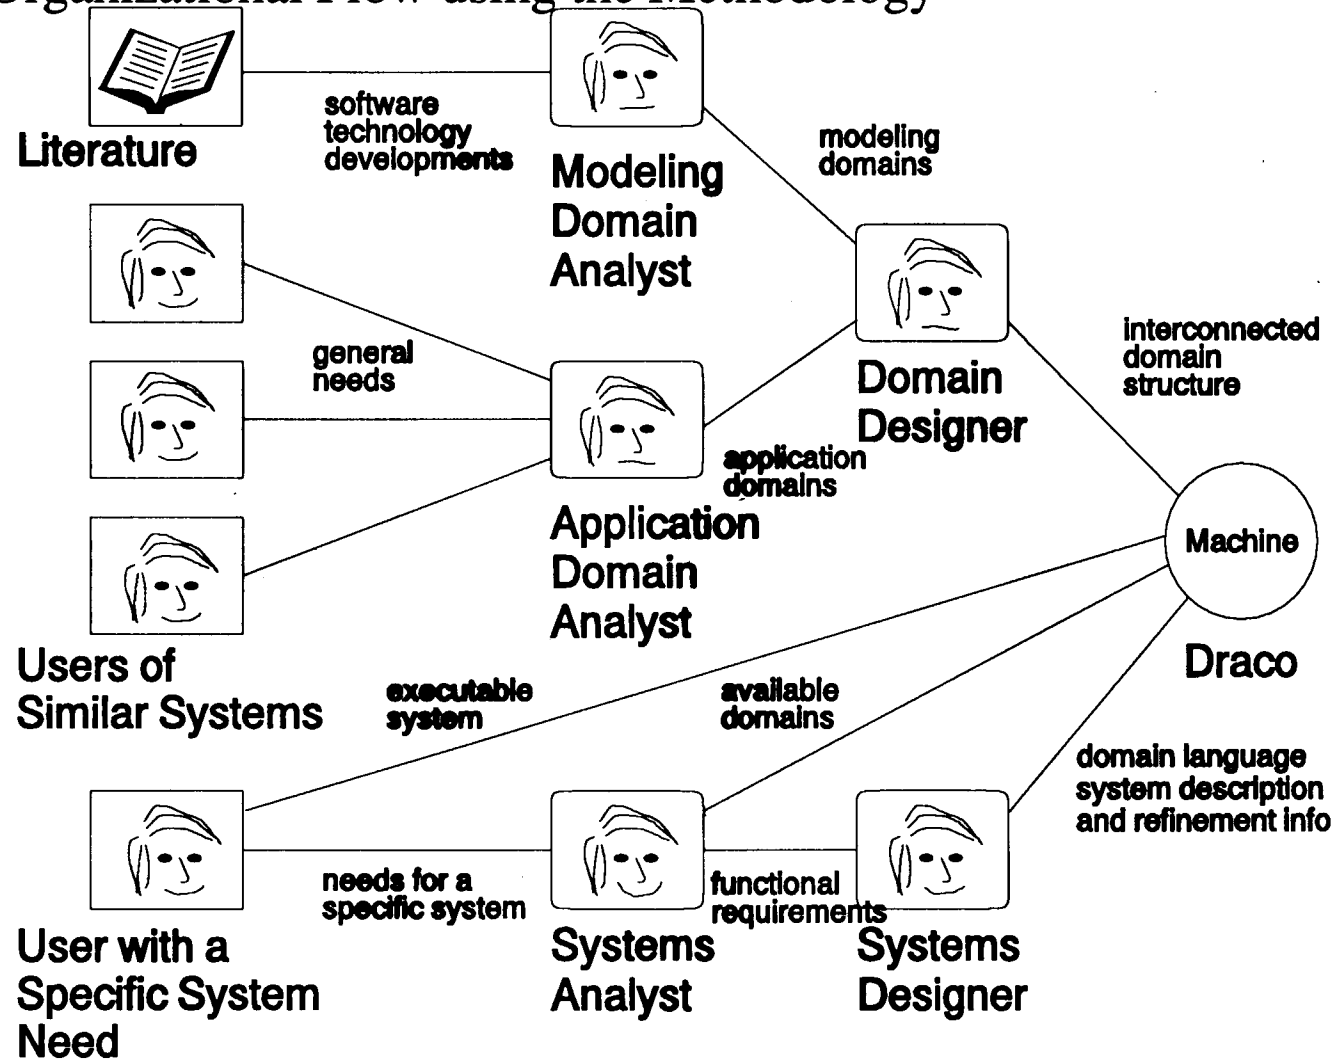 Organizational Flow using the Methodology
software
technology
developments
Literature
Modeling
Domain
Analyst
modeling
domains
general
needs
Domain
Designer
interconnected
domain
structure
application
domains
Application
Domain
Analyst
Machine
Draco
Users of
Similar Systems
executable
system
available
domains
domain language
system description
and refinement info
needs for a
specific system
functional
requirements
User with a
Specific System
Need
Systems
Analyst
Systems
Designer